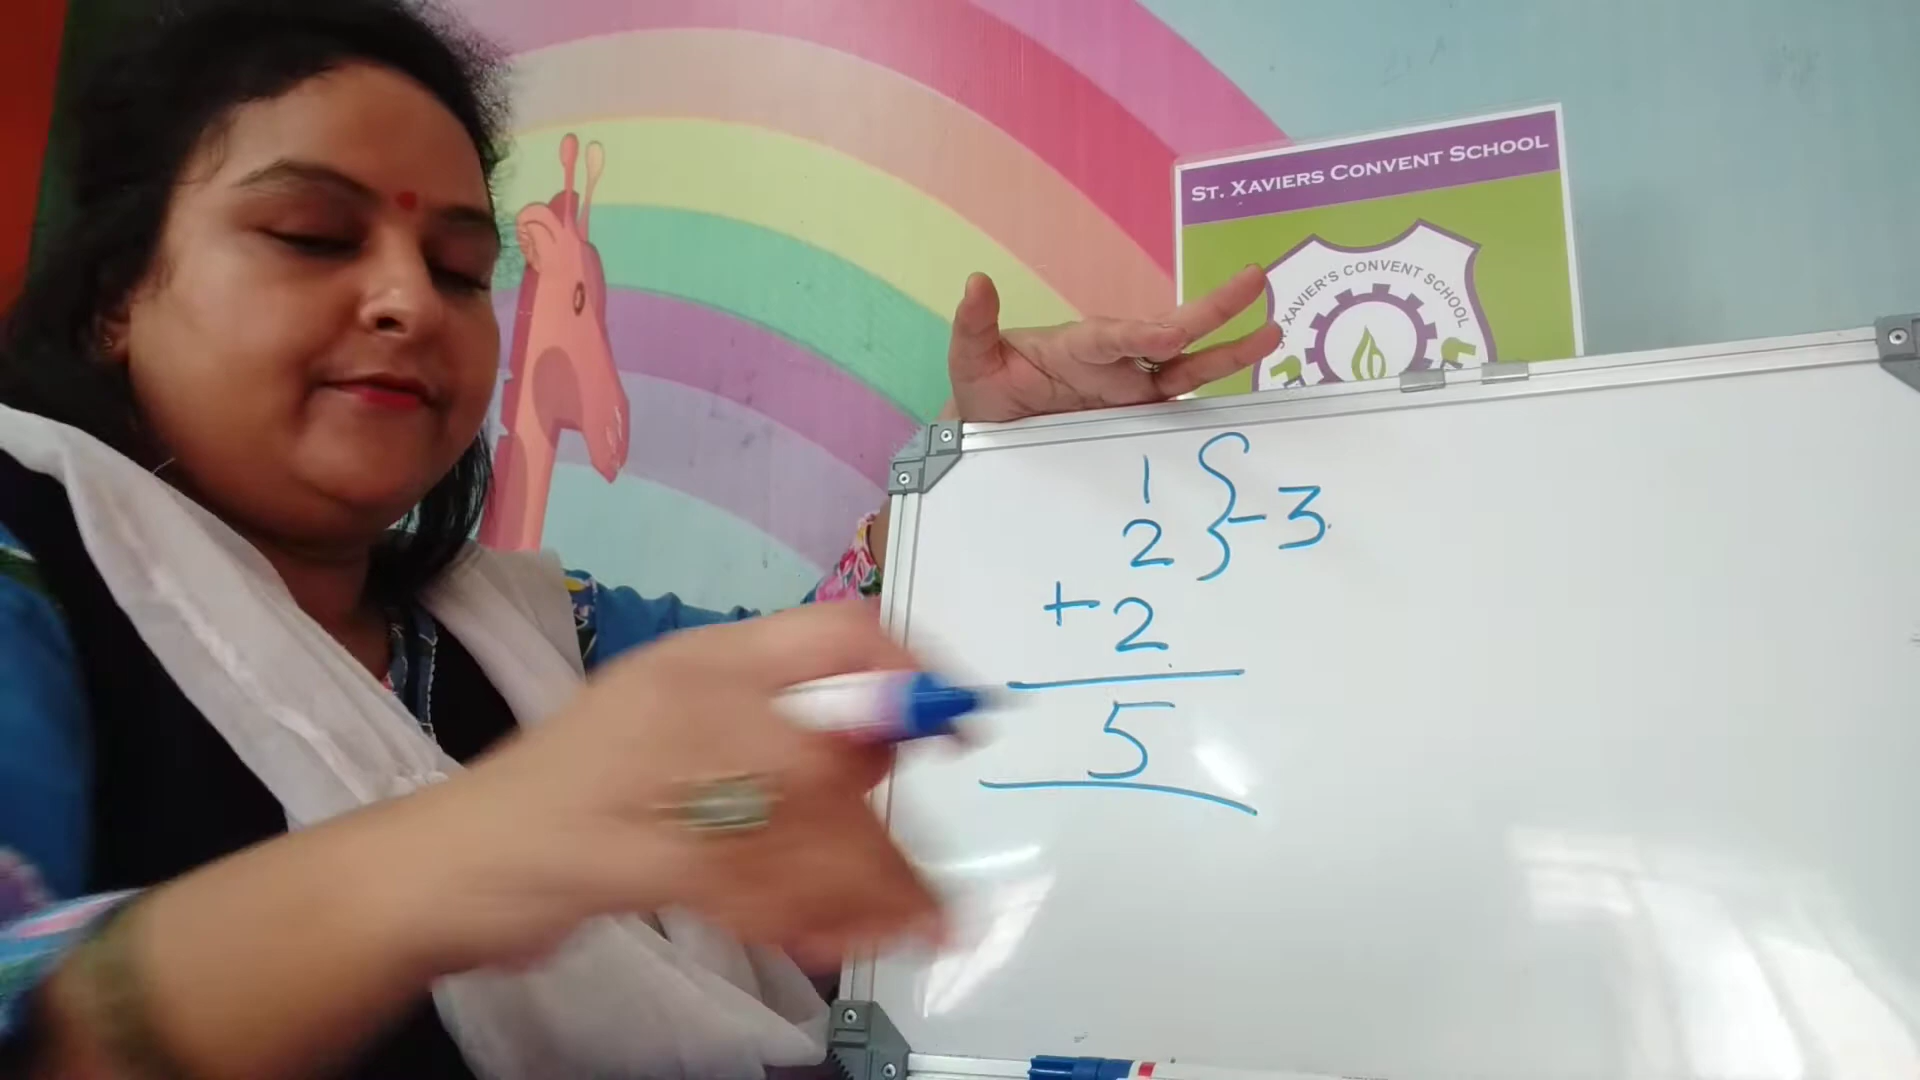 ST. XAVIERS CONVENT SCHOOL
ST. XAVIER'S CONVENT SCHOOL
1
2 } - 3
+ 2
5